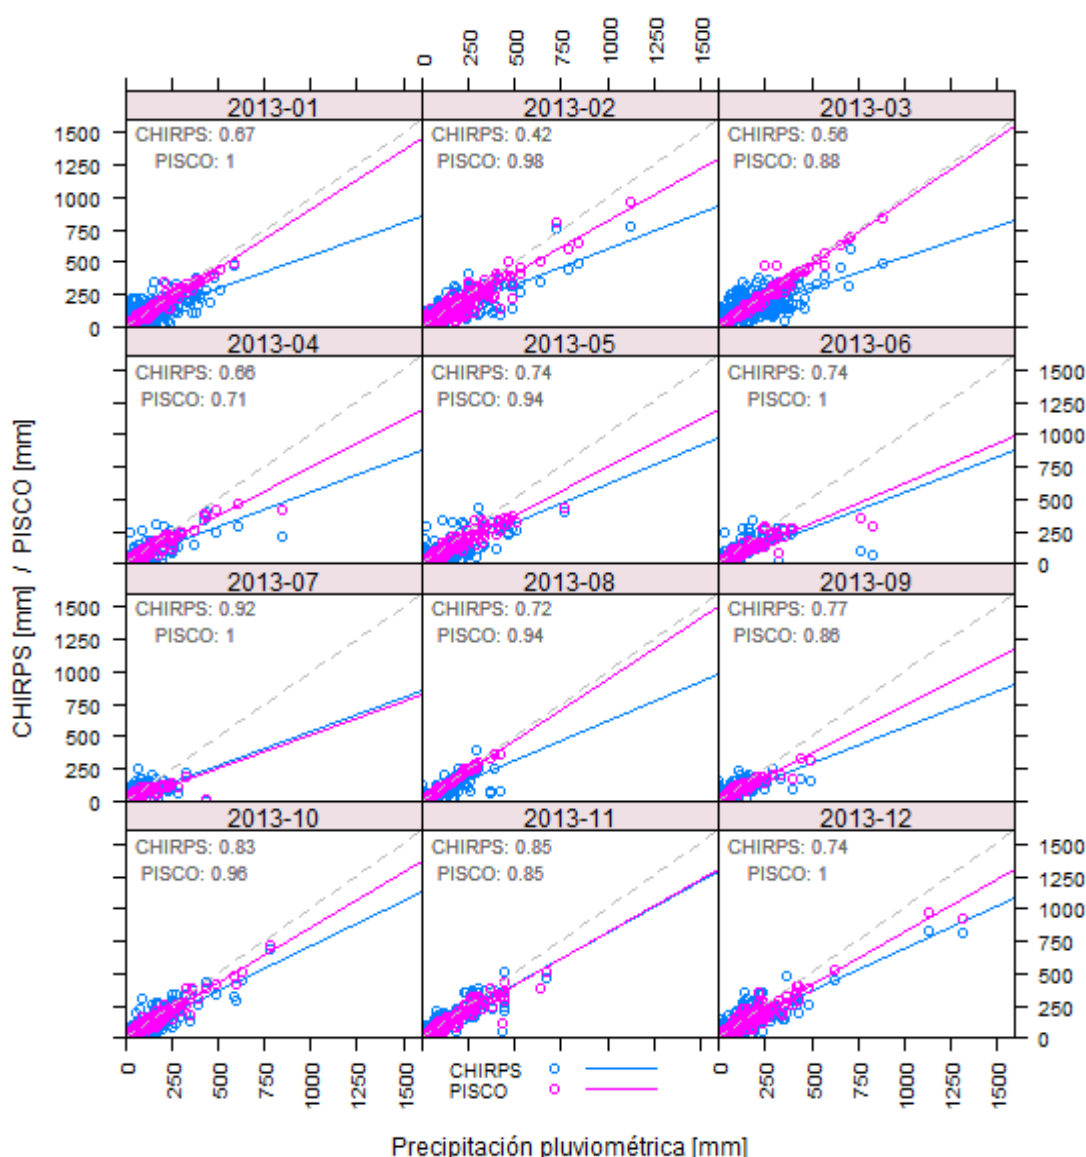 0 250 500 750 1000 1250 1500
2013-01 2013-02 2013-03
CHIRPS: 0.67 CHIRPS: 0.42 CHIRPS: 0.56
PISCO: 1 PISCO: 0.98 PISCO: 0.88
1500
1250
1000
750
500
250
0
2013-04 2013-05 2013-06
CHIRPS: 0.66 CHIRPS: 0.74 CHIRPS: 0.74
PISCO: 0.71 PISCO: 0.94 PISCO: 1
1500
1250
1000
750
500
250
0
CHIRPS [mm] / PISCO [mm]
2013-07 2013-08 2013-09
CHIRPS: 0.92 CHIRPS: 0.72 CHIRPS: 0.77
PISCO: 1 PISCO: 0.94 PISCO: 0.86
1500
1250
1000
750
500
250
0
2013-10 2013-11 2013-12
CHIRPS: 0.83 CHIRPS: 0.85 CHIRPS: 0.74
PISCO: 0.96 PISCO: 0.85 PISCO: 1
1500
1250
1000
750
500
250
0
0 250 500 750 1000 1250 1500
0 250 500 750 1000 1250 1500
CHIRPS
PISCO
Precipitación pluviométrica [mm]